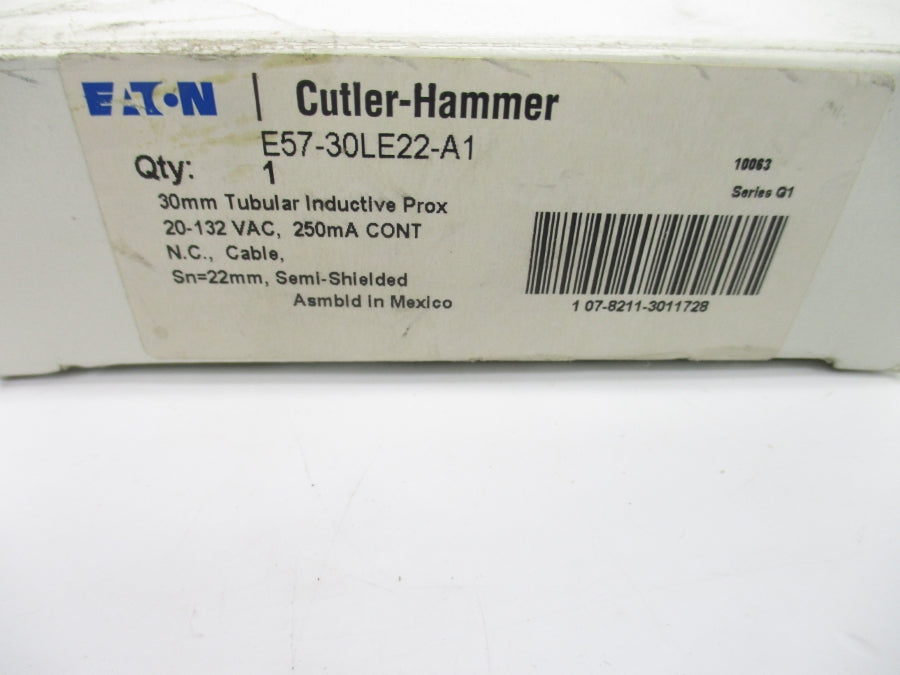 EATON | Cutler-Hammer
E57-30LE22-A1
Qty: 1
10063
Series G1
30mm Tubular Inductive Prox
20-132 VAC, 250mA CONT
N.C., Cable,
Sn=22mm, Semi-Shielded
Asmbld in Mexico
1 07-8211-3011728